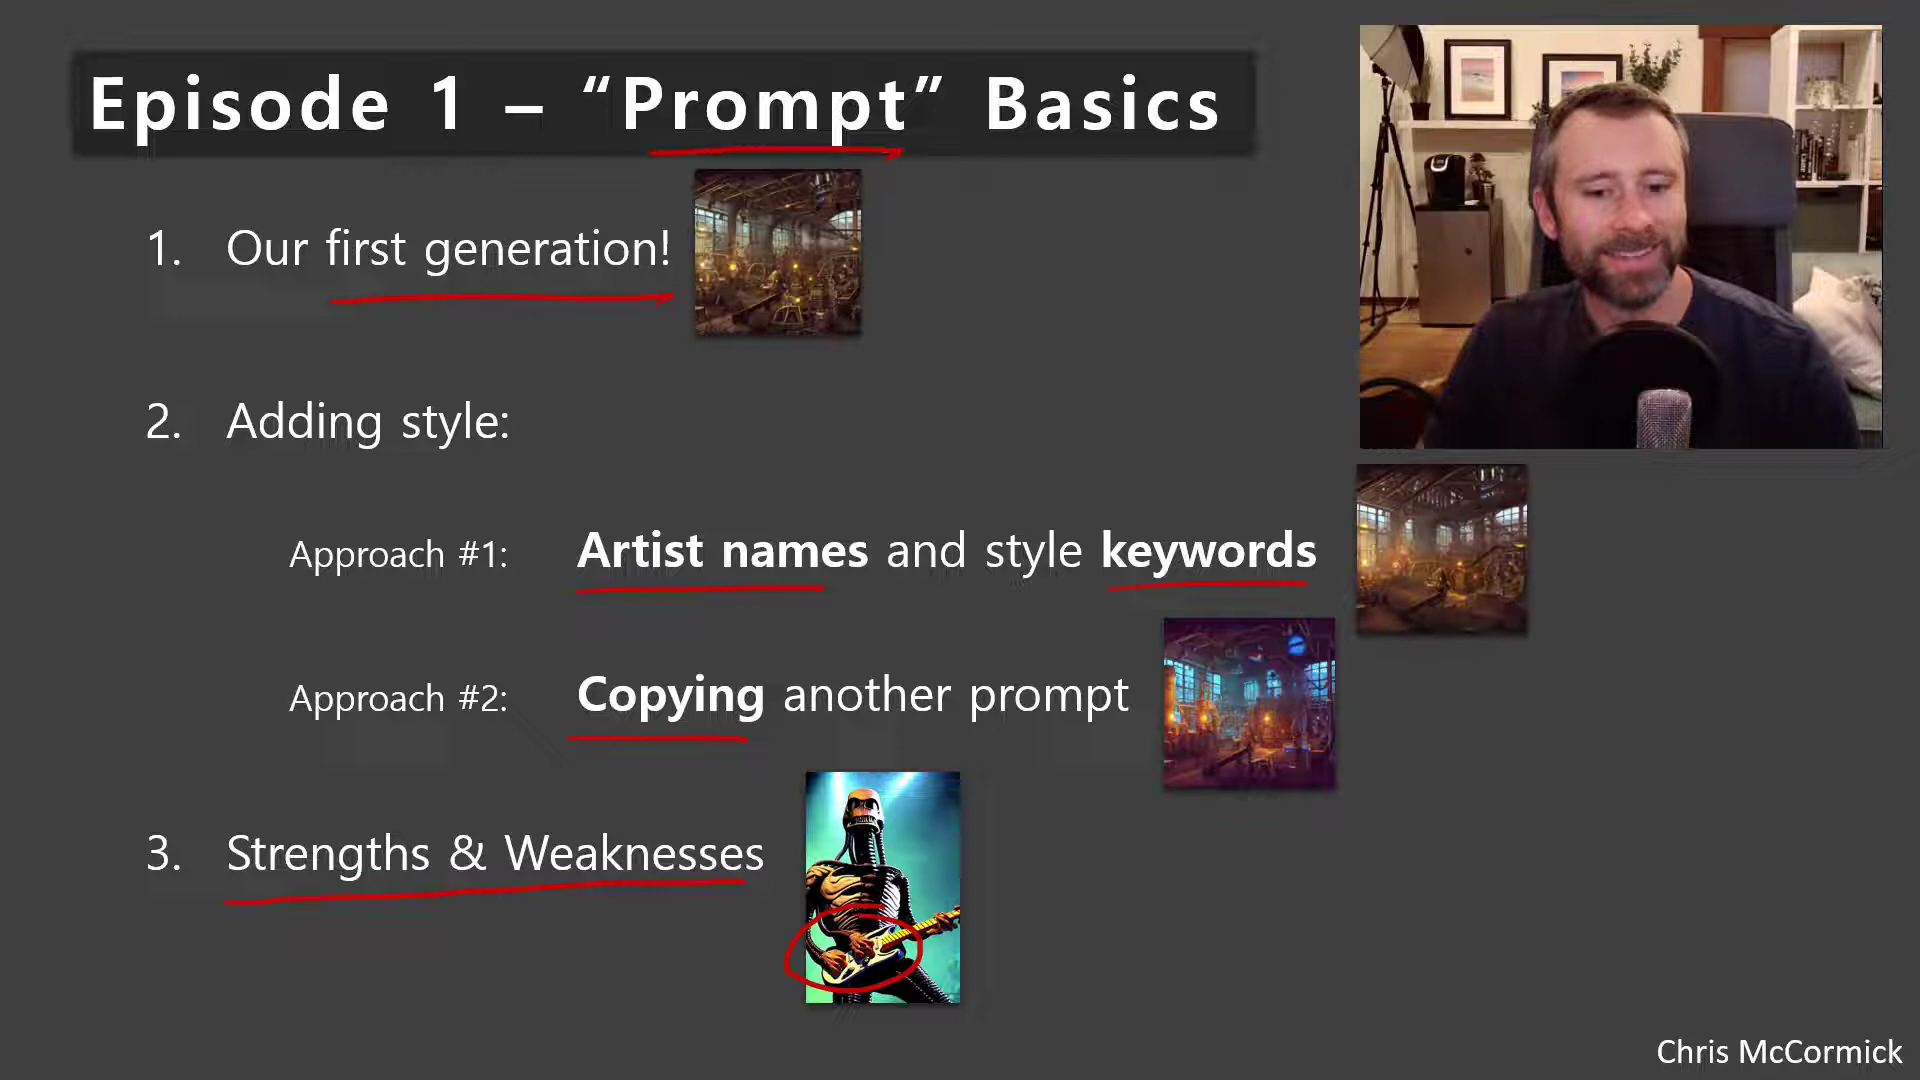 Episode 1 – “Prompt” Basics
1. Our first generation!
2. Adding style:
Approach #1: Artist names and style keywords
Approach #2: Copying another prompt
3. Strengths & Weaknesses
Chris McCormick